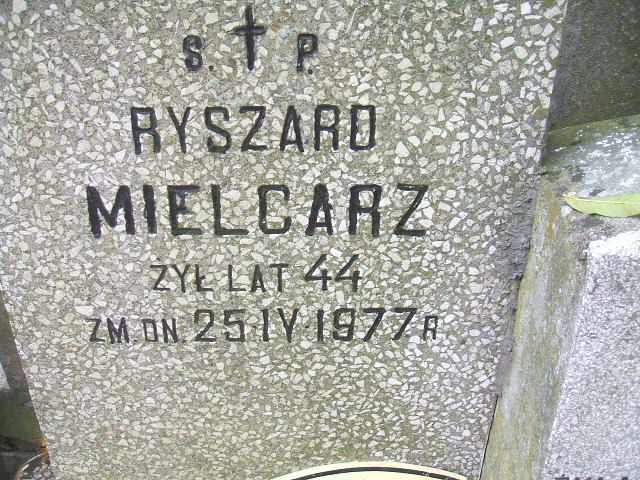 Ś. † P.
RYSZARD
MIELCARZ
ŻYŁ LAT 44
ZM. DN. 25·IV·1977 R